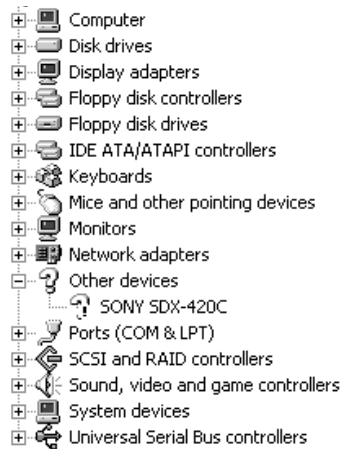 Computer
Disk drives
Display adapters
Floppy disk controllers
Floppy disk drives
IDE ATA/ATAPI controllers
Keyboards
Mice and other pointing devices
Monitors
Network adapters
Other devices
SONY SDX-420C
Ports (COM & LPT)
SCSI and RAID controllers
Sound, video and game controllers
System devices
Universal Serial Bus controllers